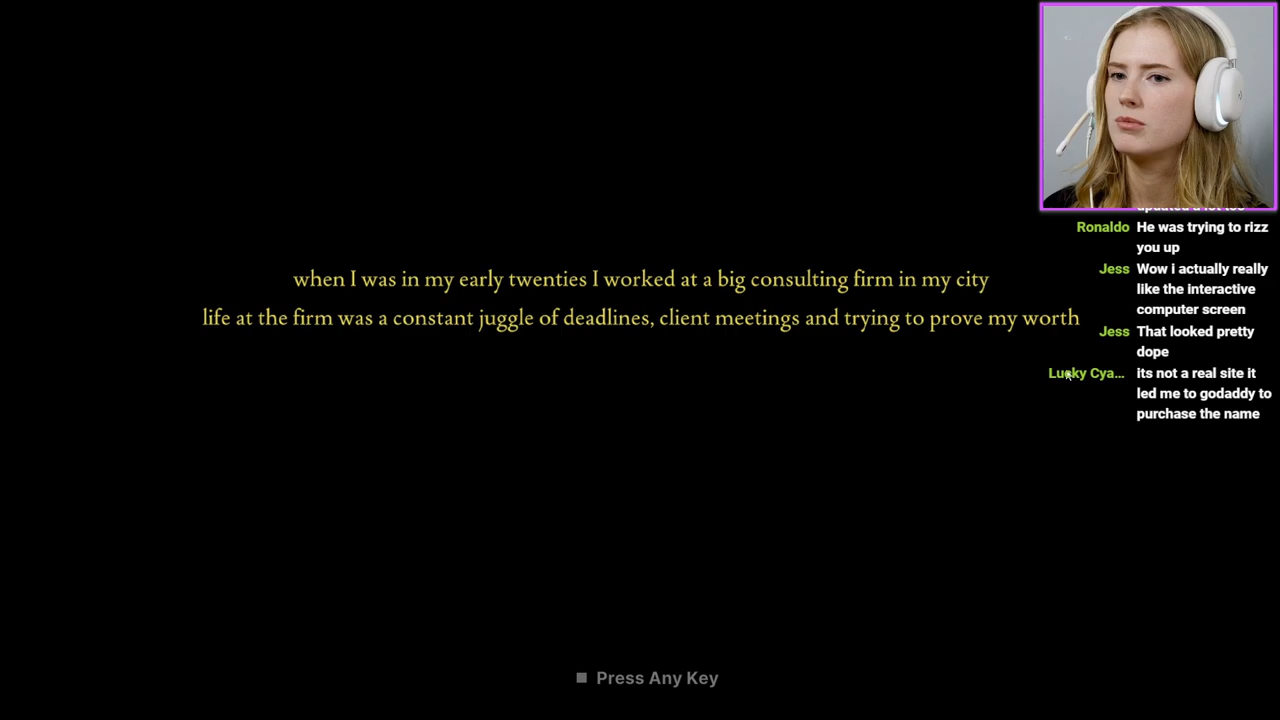 when I was in my early twenties I worked at a big consulting firm in my city
life at the firm was a constant juggle of deadlines, client meetings and trying to prove my worth
Ronaldo He was trying to rizz
you up
Jess Wow i actually really
like the interactive
computer screen
Jess That looked pretty
dope
Lucky Cya... its not a real site it
led me to godaddy to
purchase the name
Press Any Key